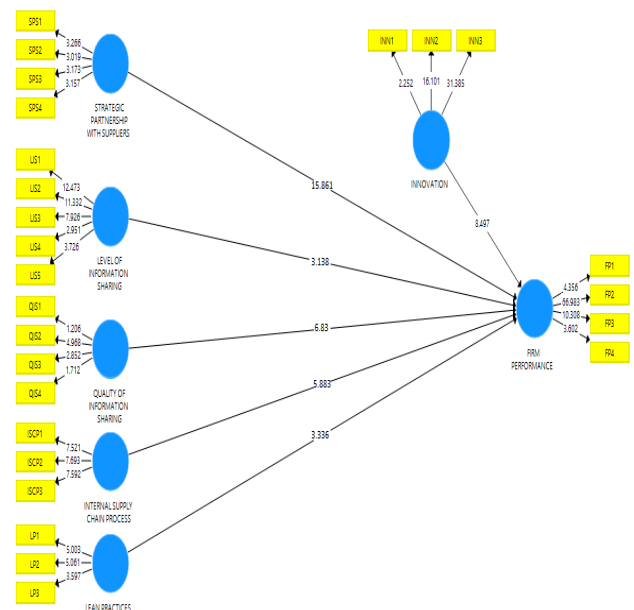 SPS1
SPS2
SPS3
SPS4
3.266
3.019
3.173
3.157
STRATEGIC
PARTNERSHIP
WITH SUPPLIERS
INN1
INN2
INN3
2.252
16.101
31.385
INNOVATION
15.861
8.497
LIS1
LIS2
LIS3
LIS4
LIS5
12.473
11.332
7.926
2.951
3.726
LEVEL OF
INFORMATION
SHARING
3.138
QIS1
QIS2
QIS3
QIS4
1.206
4.968
2.852
1.712
QUALITY OF
INFORMATION
SHARING
6.83
FP1
FP2
FP3
FP4
4.356
56.983
10.308
3.602
FIRM
PERFORMANCE
ISCP1
ISCP2
ISCP3
7.521
7.693
7.592
INTERNAL SUPPLY
CHAIN PROCESS
5.883
LP1
LP2
LP3
5.003
5.061
3.597
LEAN PRACTICES
3.336